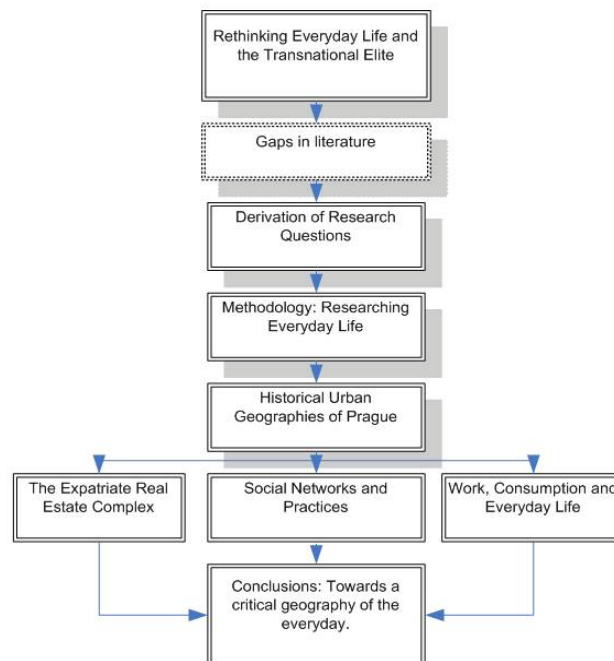 Rethinking Everyday Life and
the Transnational Elite
Gaps in literature
Derivation of Research
Questions
Methodology: Researching
Everyday Life
Historical Urban
Geographies of Prague
The Expatriate Real
Estate Complex
Social Networks and
Practices
Work, Consumption and
Everyday Life
Conclusions: Towards a
critical geography of the
everyday.